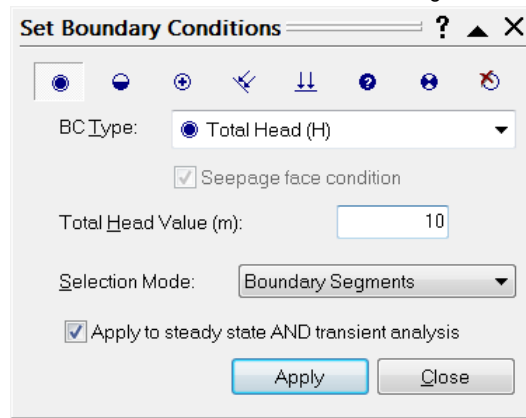 Set Boundary Conditions ?
BC Type: Total Head (H)
Seepage face condition
Total Head Value (m): 10
Selection Mode: Boundary Segments
Apply to steady state AND transient analysis
Apply Close